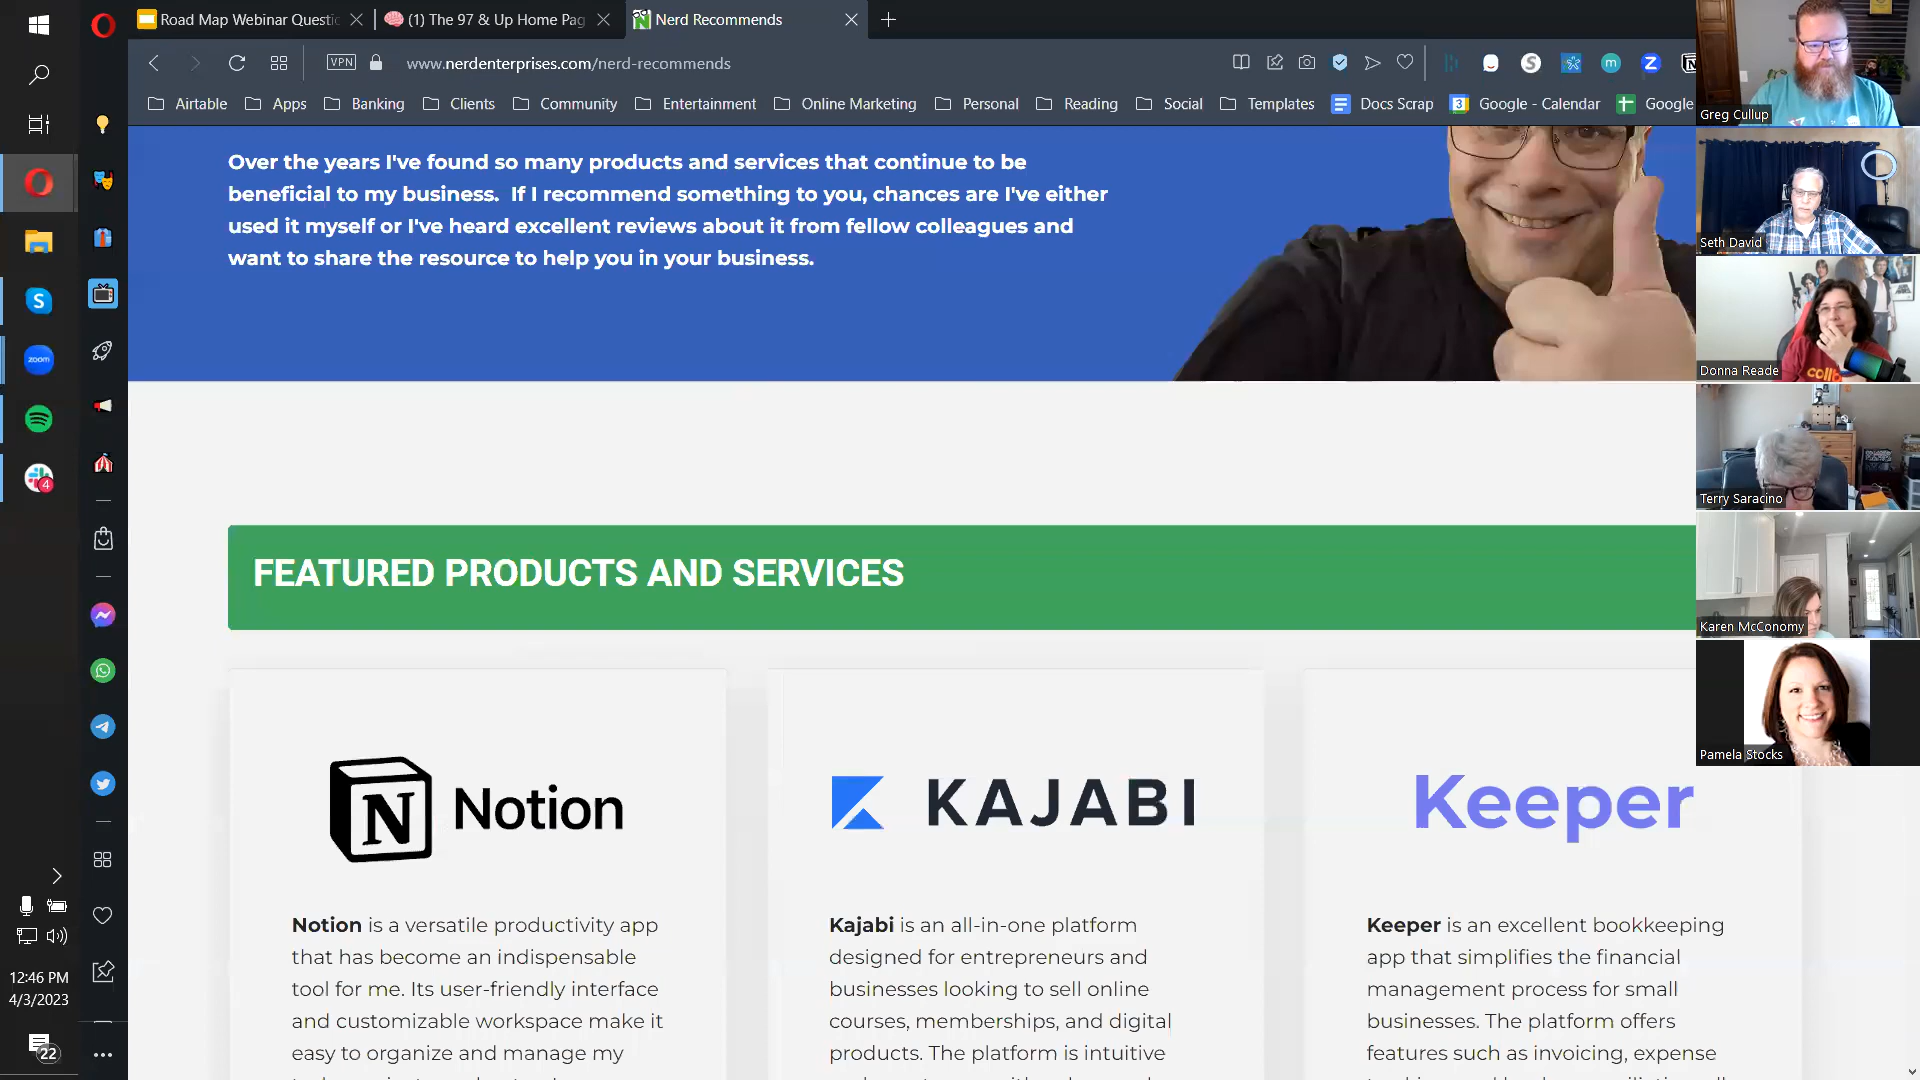 Road Map Webinar Questi
(1) The 97 & Up Home Pag
Nerd Recommends
VPN
www.nerdenterprises.com/nerd-recommends
Airtable
Apps
Banking
Clients
Community
Entertainment
Online Marketing
Personal
Reading
Social
Templates
Docs Scrap
Google - Calendar
Google
Over the years I've found so many products and services that continue to be
beneficial to my business. If I recommend something to you, chances are I've either
used it myself or I've heard excellent reviews about it from fellow colleagues and
want to share the resource to help you in your business.
FEATURED PRODUCTS AND SERVICES
Notion
Notion is a versatile productivity app
that has become an indispensable
tool for me. Its user-friendly interface
and customizable workspace make it
easy to organize and manage my
KAJABI
Kajabi is an all-in-one platform
designed for entrepreneurs and
businesses looking to sell online
courses, memberships, and digital
products. The platform is intuitive
Keeper
Keeper is an excellent bookkeeping
app that simplifies the financial
management process for small
businesses. The platform offers
features such as invoicing, expense
Greg Cullup
Seth David
Donna Reade
Terry Saracino
Karen McConomy
Pamela Stocks
zoom
4
12:46 PM
4/3/2023
22